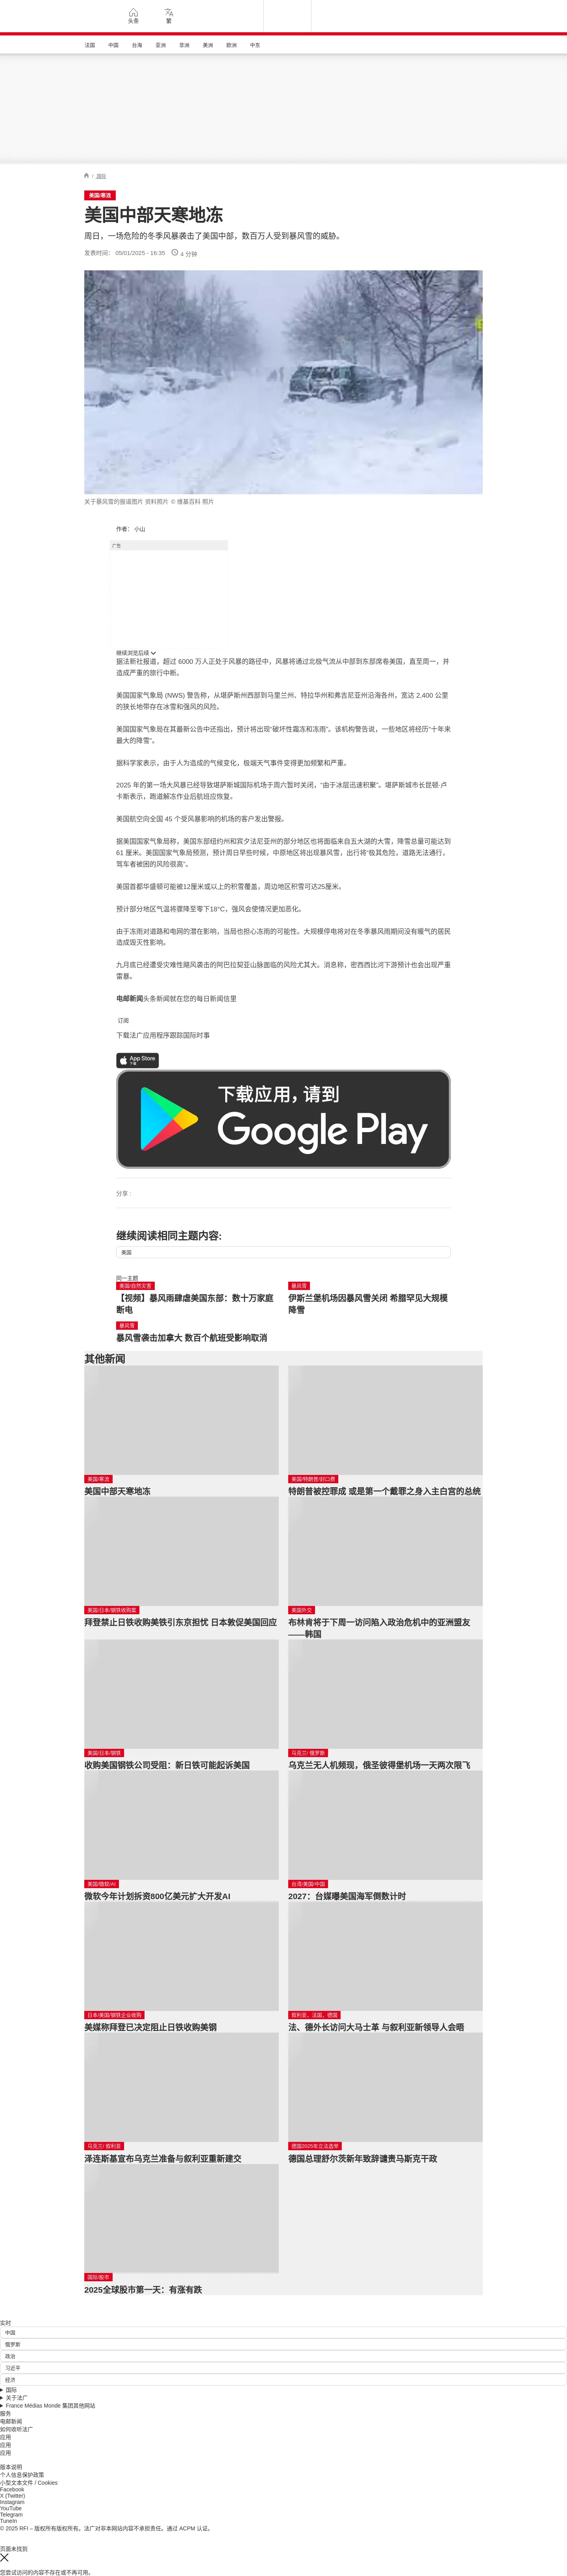 头条
繁
法国
中国
台海
亚洲
非洲
美洲
欧洲
中东
/ 国际
美国/寒流
美国中部天寒地冻
周日，一场危险的冬季风暴袭击了美国中部，数百万人受到暴风雪的威胁。
发表时间： 05/01/2025 - 16:35
4 分钟
关于暴风雪的报道图片 资料照片 © 维基百科 照片
作者： 小山
广告
继续浏览后续
据法新社报道，超过 6000 万人正处于风暴的路径中，风暴将通过北极气流从中部到东部席卷美国，直至周一，并
造成严重的旅行中断。
美国国家气象局 (NWS) 警告称，从堪萨斯州西部到马里兰州、特拉华州和弗吉尼亚州沿海各州，宽达 2,400 公里
的狭长地带存在冰雪和强风的风险。
美国国家气象局在其最新公告中还指出，预计将出现“破坏性霜冻和冻雨”。该机构警告说，一些地区将经历“十年来
最大的降雪”。
据科学家表示，由于人为造成的气候变化，极端天气事件变得更加频繁和严重。
2025 年的第一场大风暴已经导致堪萨斯城国际机场于周六暂时关闭，“由于冰层迅速积聚”。堪萨斯城市长昆顿·卢
卡斯表示，跑道解冻作业后航班应恢复。
美国航空向全国 45 个受风暴影响的机场的客户发出警报。
据美国国家气象局称，美国东部纽约州和宾夕法尼亚州的部分地区也将面临来自五大湖的大雪，降雪总量可能达到
61 厘米。美国国家气象局预测，预计周日早些时候，中原地区将出现暴风雪，出行将“极其危险，道路无法通行，
驾车者被困的风险很高”。
美国首都华盛顿可能被12厘米或以上的积雪覆盖，周边地区积雪可达25厘米。
预计部分地区气温将骤降至零下18°C，强风会使情况更加恶化。
由于冻雨对道路和电网的潜在影响，当局也担心冻雨的可能性。大规模停电将对在冬季暴风雨期间没有暖气的居民
造成毁灭性影响。
九月底已经遭受灾难性飓风袭击的阿巴拉契亚山脉面临的风险尤其大。消息称，密西西比河下游预计也会出现严重
雷暴。
电邮新闻头条新闻就在您的每日新闻信里
订阅
下载法广应用程序跟踪国际时事
App Store
下载
下载应用，请到
Google Play
分享 :
继续阅读相同主题内容:
美国
同一主题
美国/自然灾害
【视频】暴风雨肆虐美国东部：数十万家庭
断电
暴风雪
伊斯兰堡机场因暴风雪关闭 希腊罕见大规模
降雪
暴风雪
暴风雪袭击加拿大 数百个航班受影响取消
其他新闻
美国/寒流
美国中部天寒地冻
美国/特朗普/封口费
特朗普被控罪成 或是第一个戴罪之身入主白宫的总统
美国/日本/钢铁收购案
拜登禁止日铁收购美铁引东京担忧 日本敦促美国回应
美国外交
布林肯将于下周一访问陷入政治危机中的亚洲盟友
——韩国
美国/日本/钢铁
收购美国钢铁公司受阻：新日铁可能起诉美国
乌克兰/ 俄罗斯
乌克兰无人机频现，俄圣彼得堡机场一天两次限飞
美国/微软/AI
微软今年计划拆资800亿美元扩大开发AI
台湾/美国/中国
2027：台媒曝美国海军倒数计时
日本/美国/钢铁企业收购
美媒称拜登已决定阻止日铁收购美钢
叙利亚、法国、德国
法、德外长访问大马士革 与叙利亚新领导人会晤
乌克兰/ 叙利亚
泽连斯基宣布乌克兰准备与叙利亚重新建交
德国2025年立法选举
德国总理舒尔茨新年致辞谴责马斯克干政
国际/股市
2025全球股市第一天：有涨有跌
实时
中国
俄罗斯
政治
习近平
经济
国际
关于法广
France Médias Monde 集团其他网站
服务
电邮新闻
如何收听法广
应用
应用
应用
版本说明
个人信息保护政策
小型文本文件 / Cookies
Facebook
X (Twitter)
Instagram
YouTube
Telegram
TuneIn
© 2025 RFI – 版权所有版权所有。法广对非本网站内容不承担责任。通过 ACPM 认证。
页面未找到
您尝试访问的内容不存在或不再可用。